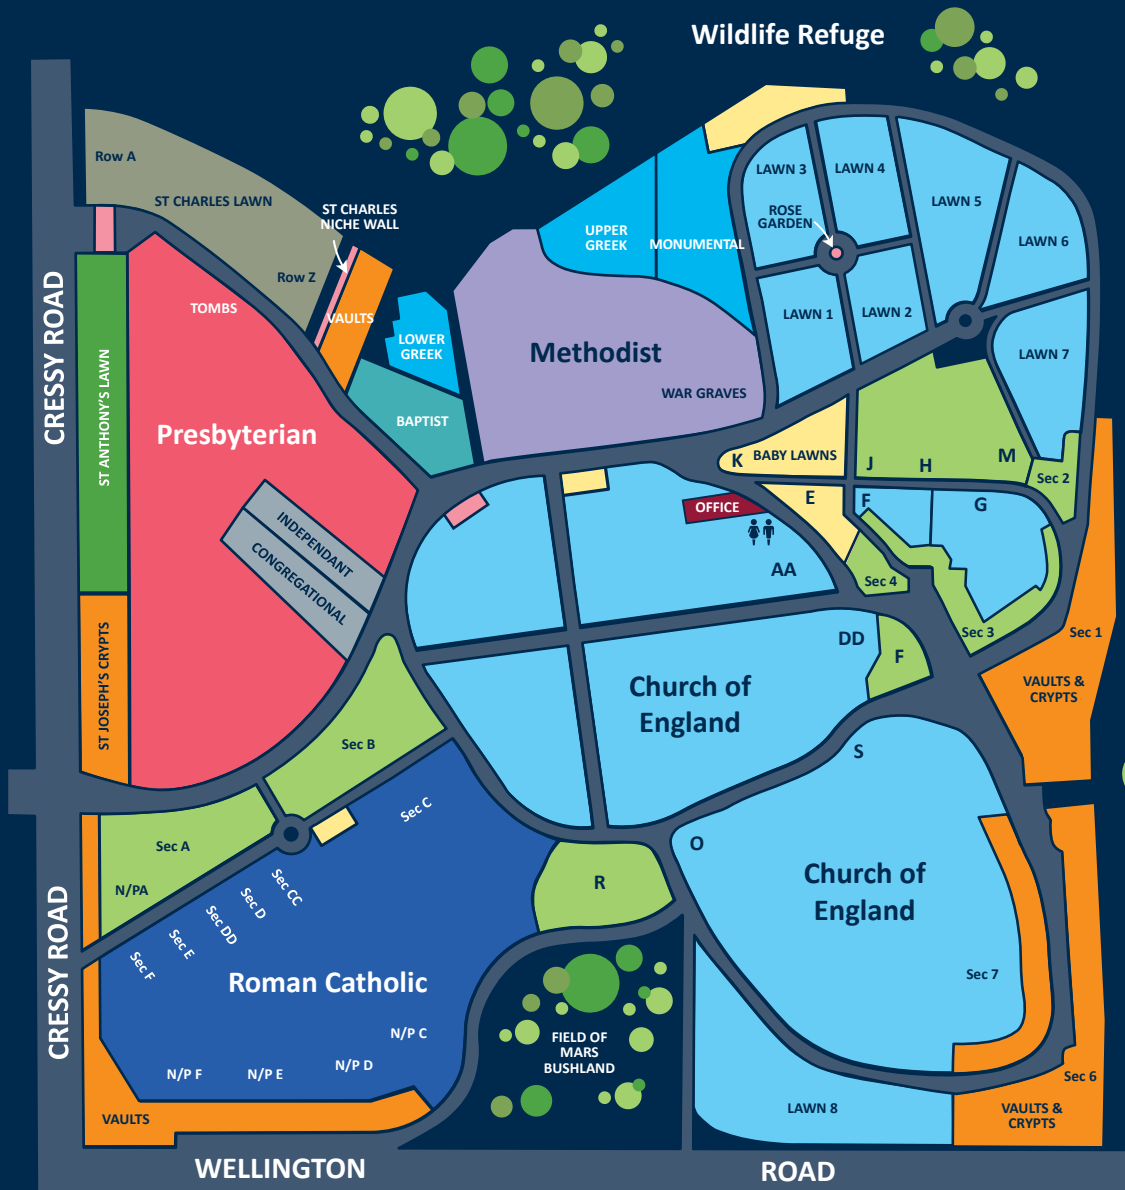 Wildlife Refuge
Row A
ST CHARLES LAWN
ST CHARLES
NICHE WALL
Row Z
VAULTS
TOMBS
CRESSY ROAD
ST ANTHONY'S LAWN
Presbyterian
INDEPENDANT
CONGREGATIONAL
ST JOSEPH'S CRYPTS
LOWER
GREEK
BAPTIST
UPPER
GREEK
MONUMENTAL
Methodist
WAR GRAVES
LAWN 3
LAWN 4
ROSE
GARDEN
LAWN 5
LAWN 6
LAWN 1
LAWN 2
LAWN 7
K
BABY LAWNS
J
H
M
Sec 2
E
F
G
OFFICE
AA
Sec 4
Sec 3
Sec 1
VAULTS &
CRYPTS
DD
F
Church of
England
S
O
Church of
England
Sec 7
Sec B
Sec C
Sec A
N/PA
Sec CC
Sec D
Sec DD
Sec E
Sec F
CRESSY ROAD
Roman Catholic
R
N/P C
N/P D
N/P E
N/P F
VAULTS
FIELD OF
MARS
BUSHLAND
LAWN 8
Sec 6
VAULTS &
CRYPTS
WELLINGTON
ROAD